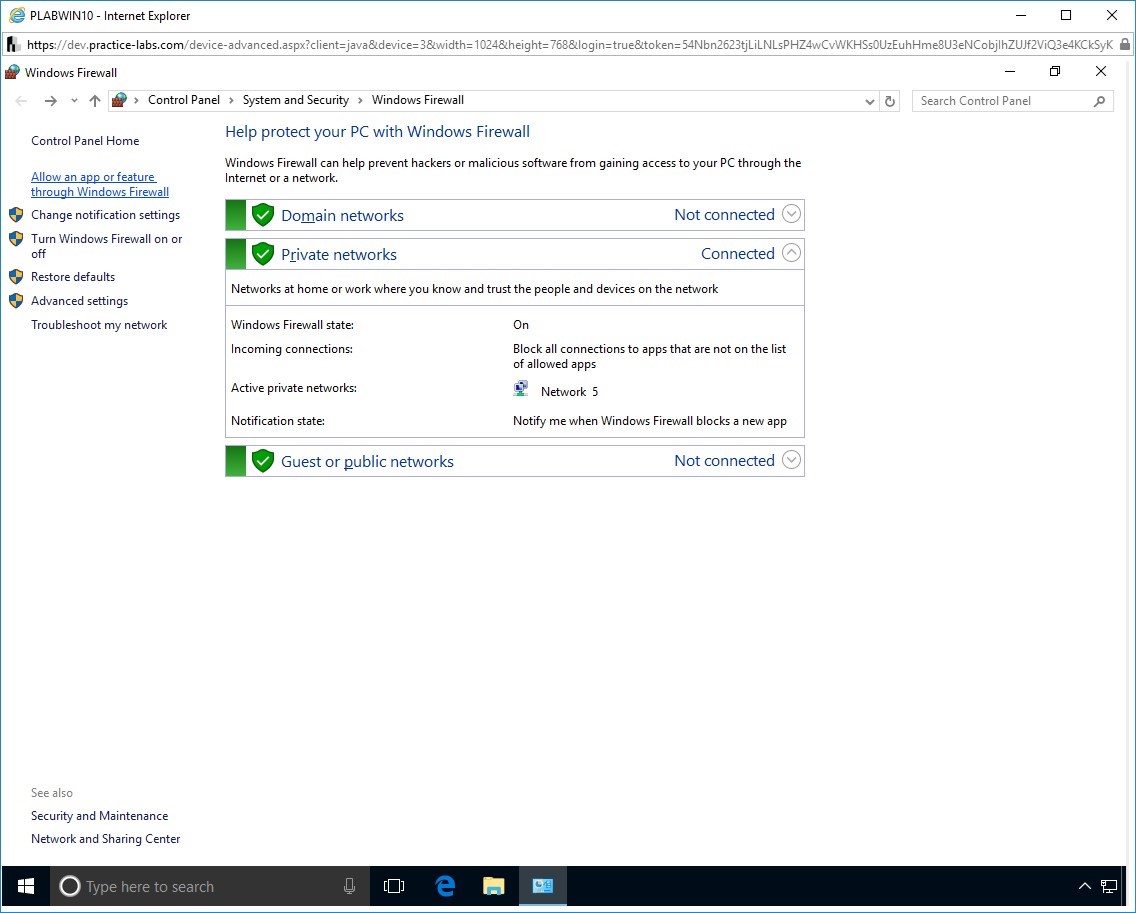 PLABWIN10 - Internet Explorer
https://dev.practice-labs.com/device-advanced.aspx?client=java&device=3&width=1024&height=768&login=true&token=54Nbn2623tjLiLNLsPHZ4wCvWKHSs0UzEuhHme8U3eNCobjlhZUJf2ViQ3e4KCkSyK
Windows Firewall
Control Panel > System and Security > Windows Firewall
Search Control Panel
Control Panel Home
Allow an app or feature
through Windows Firewall
Change notification settings
Turn Windows Firewall on or
off
Restore defaults
Advanced settings
Troubleshoot my network
Help protect your PC with Windows Firewall
Windows Firewall can help prevent hackers or malicious software from gaining access to your PC through the
Internet or a network.
Domain networks Not connected
Private networks Connected
Networks at home or work where you know and trust the people and devices on the network
Windows Firewall state: On
Incoming connections: Block all connections to apps that are not on the list
of allowed apps
Active private networks: Network 5
Notification state: Notify me when Windows Firewall blocks a new app
Guest or public networks Not connected
See also
Security and Maintenance
Network and Sharing Center
Type here to search